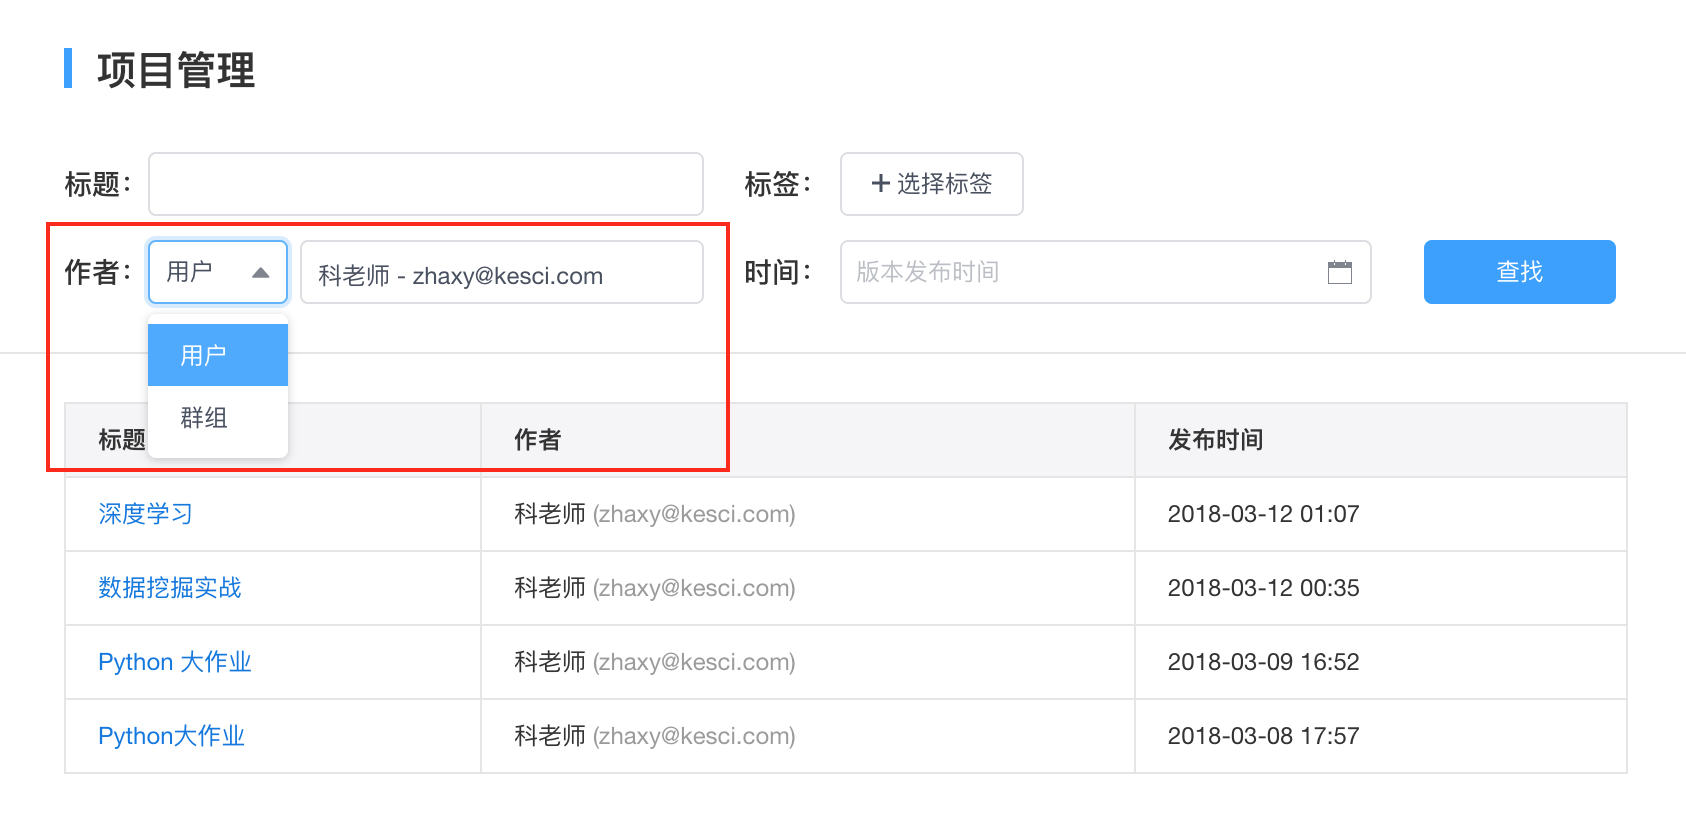 项目管理
标题：
标签：
+ 选择标签
作者：
用户
科老师 - zhaxy@kesci.com
时间：
版本发布时间
查找
用户
群组
标题
作者
发布时间
深度学习
科老师 (zhaxy@kesci.com)
2018-03-12 01:07
数据挖掘实战
科老师 (zhaxy@kesci.com)
2018-03-12 00:35
Python 大作业
科老师 (zhaxy@kesci.com)
2018-03-09 16:52
Python大作业
科老师 (zhaxy@kesci.com)
2018-03-08 17:57